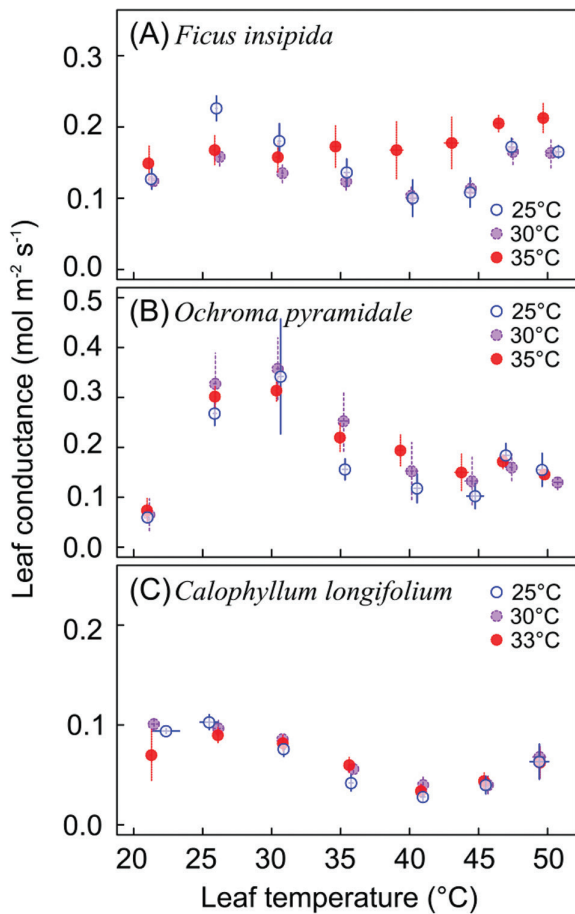 (A) Ficus insipida
0.3
0.2
0.1
0.0
25°C
30°C
35°C
(B) Ochroma pyramidale
0.5
0.4
0.3
0.2
0.1
0.0
25°C
30°C
35°C
(C) Calophyllum longifolium
0.2
0.1
0.0
25°C
30°C
33°C
Leaf conductance (mol m⁻² s⁻¹)
20 25 30 35 40 45 50
Leaf temperature (°C)